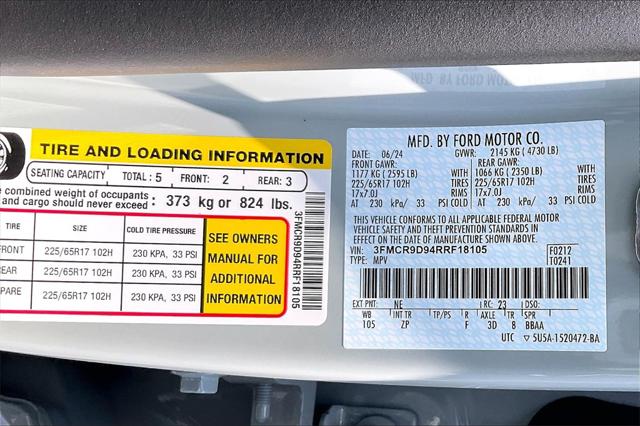 TIRE AND LOADING INFORMATION
SEATING CAPACITY TOTAL: 5 FRONT: 2 REAR: 3
combined weight of occupants
and cargo should never exceed 373 kg or 824 lbs.
SIZE COLD TIRE PRESSURE
FRONT 225/65R17 102H 230 KPA, 33 PSI
REAR 225/65R17 102H 230 KPA, 33 PSI
SPARE 225/65R17 102H 230 KPA, 33 PSI
SEE OWNERS
MANUAL FOR
ADDITIONAL
INFORMATION
3FMCR9D94RRF18105
MFD. BY FORD MOTOR CO.
06/24 GVWR: 2145 KG ( 4730 LB)
FRONT GAWR: REAR GAWR:
1177 KG ( 2595 LB) 1066 KG ( 2350 LB)
225/65R17 102H TIRES 225/65R17 102H TIRES
17x7.0J RIMS 17x7.0J RIMS
AT 230 kPa/ 33 PSI COLD AT 230 kPa/ 33 PSI COLD
THIS VEHICLE CONFORMS TO ALL APPLICABLE FEDERAL MOTOR
VEHICLE SAFETY AND THEFT PREVENTION STANDARDS IN EFFECT
ON THE DATE OF MANUFACTURE SHOWN ABOVE.
VIN: 3FMCR9D94RRF18105 F0212
TYPE: MPV T0241
EXT PNT: NE RC: 23 DSO:
WB INT TR TP/PS R AXLE TR SPR
105 ZP F 3D 8 BBAA
UTC 5U5A-1520472-BA